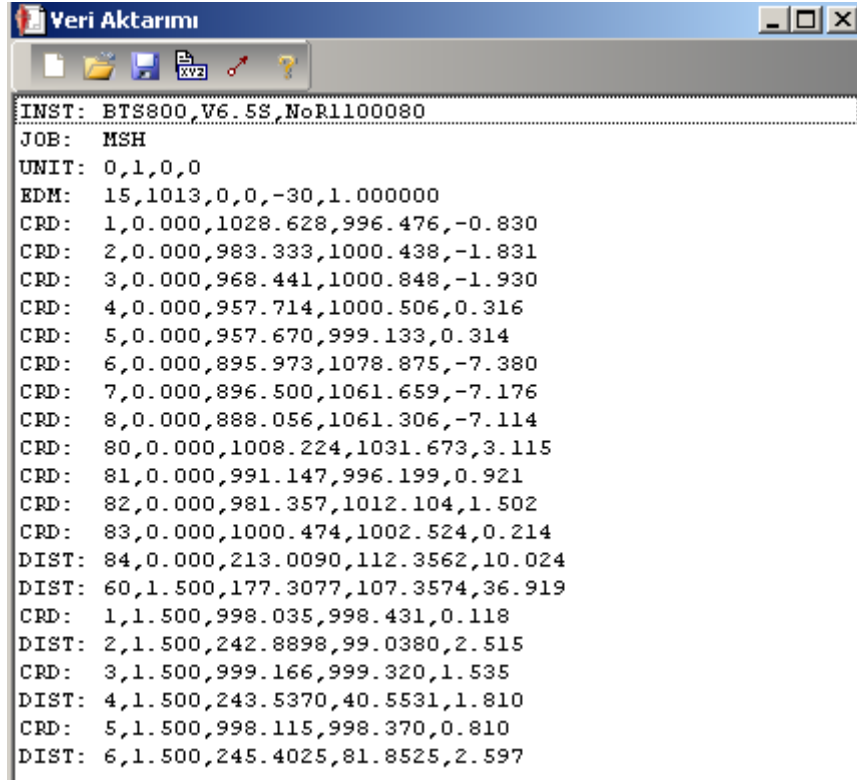 Veri Aktarımı
XYZ
INST: BTS800,V6.5S,NoR1100080
JOB: MSH
UNIT: 0,1,0,0
EDM: 15,1013,0,0,-30,1.000000
CRD: 1,0.000,1028.628,996.476,-0.830
CRD: 2,0.000,983.333,1000.438,-1.831
CRD: 3,0.000,968.441,1000.848,-1.930
CRD: 4,0.000,957.714,1000.506,0.316
CRD: 5,0.000,957.670,999.133,0.314
CRD: 6,0.000,895.973,1078.875,-7.380
CRD: 7,0.000,896.500,1061.659,-7.176
CRD: 8,0.000,888.056,1061.306,-7.114
CRD: 80,0.000,1008.224,1031.673,3.115
CRD: 81,0.000,991.147,996.199,0.921
CRD: 82,0.000,981.357,1012.104,1.502
CRD: 83,0.000,1000.474,1002.524,0.214
DIST: 84,0.000,213.0090,112.3562,10.024
DIST: 60,1.500,177.3077,107.3574,36.919
CRD: 1,1.500,998.035,998.431,0.118
DIST: 2,1.500,242.8898,99.0380,2.515
CRD: 3,1.500,999.166,999.320,1.535
DIST: 4,1.500,243.5370,40.5531,1.810
CRD: 5,1.500,998.115,998.370,0.810
DIST: 6,1.500,245.4025,81.8525,2.597